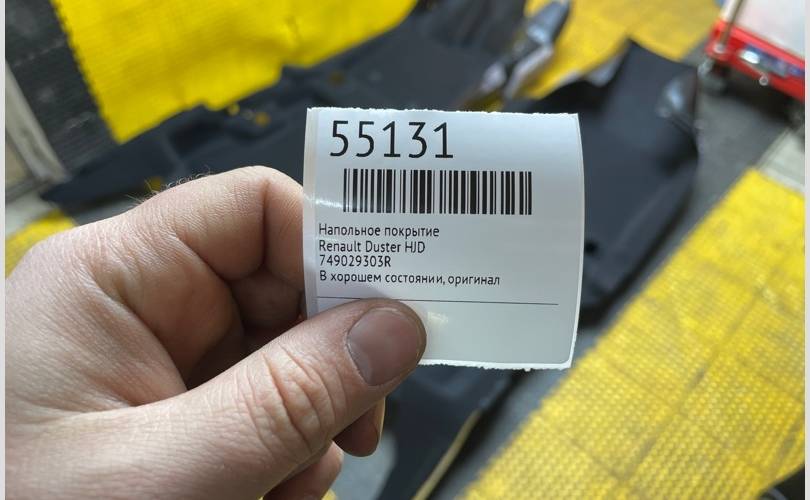 55131
Напольное покрытие
Renault Duster HJD
749029303R
В хорошем состоянии, оригинал